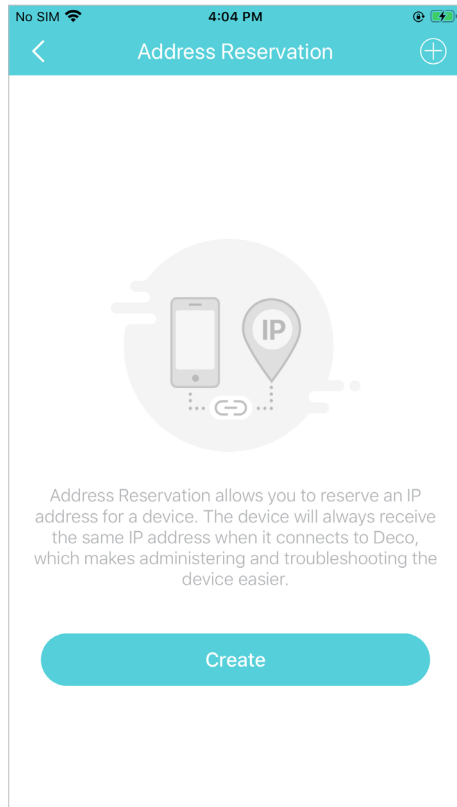 No SIM 4:04 PM
Address Reservation
IP
Address Reservation allows you to reserve an IP
address for a device. The device will always receive
the same IP address when it connects to Deco,
which makes administering and troubleshooting the
device easier.
Create